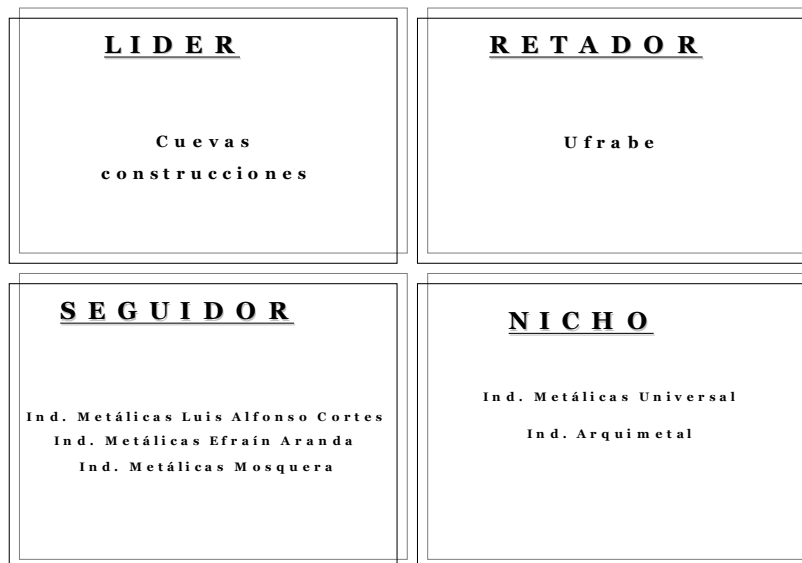 LIDER
Cuevas
construcciones
RETADOR
Ufrabe
SEGUIDOR
Ind. Metálicas Luis Alfonso Cortes
Ind. Metálicas Efraín Aranda
Ind. Metálicas Mosquera
NICHO
Ind. Metálicas Universal
Ind. Arquimetal